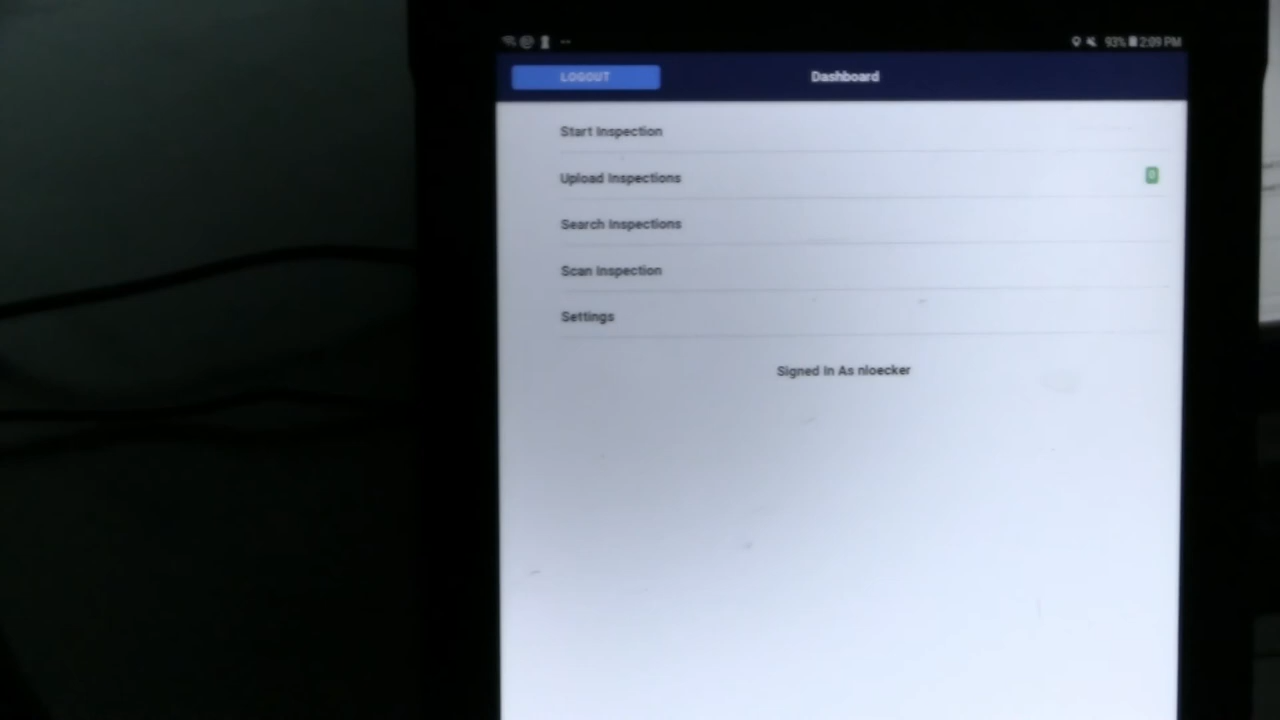 93% 2:09 PM
LOGOUT Dashboard
Start Inspection
Upload Inspections 0
Search Inspections
Scan Inspection
Settings
Signed In As nloecker